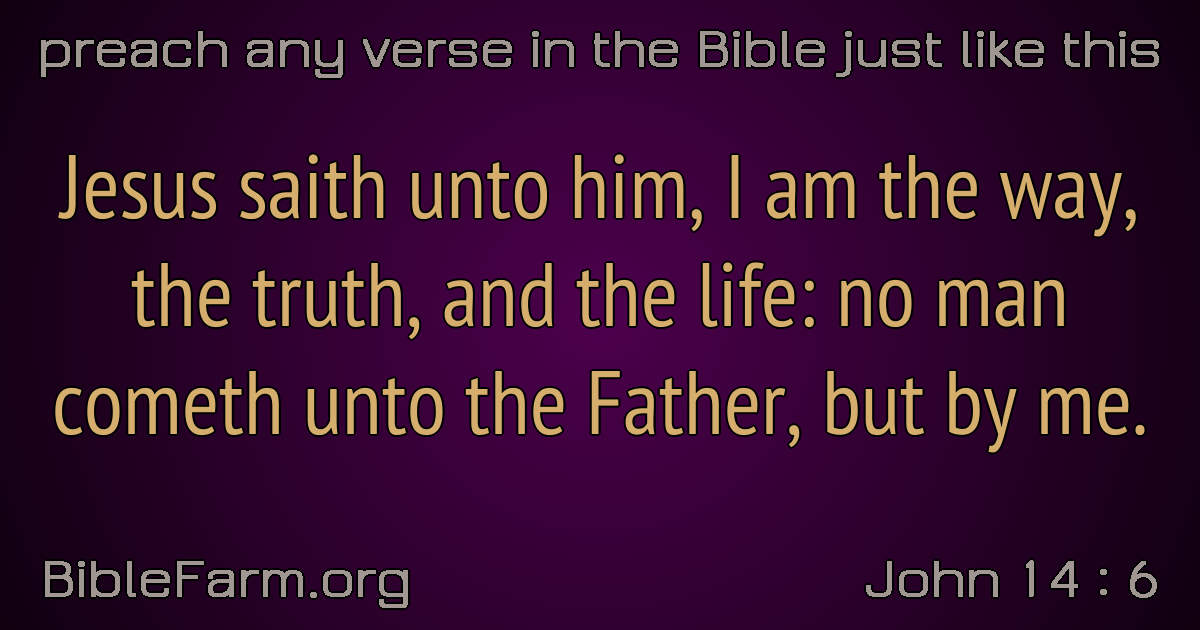 preach any verse in the Bible just like this
Jesus saith unto him, I am the way,
the truth, and the life: no man
cometh unto the Father, but by me.
BibleFarm.org
John 14 : 6